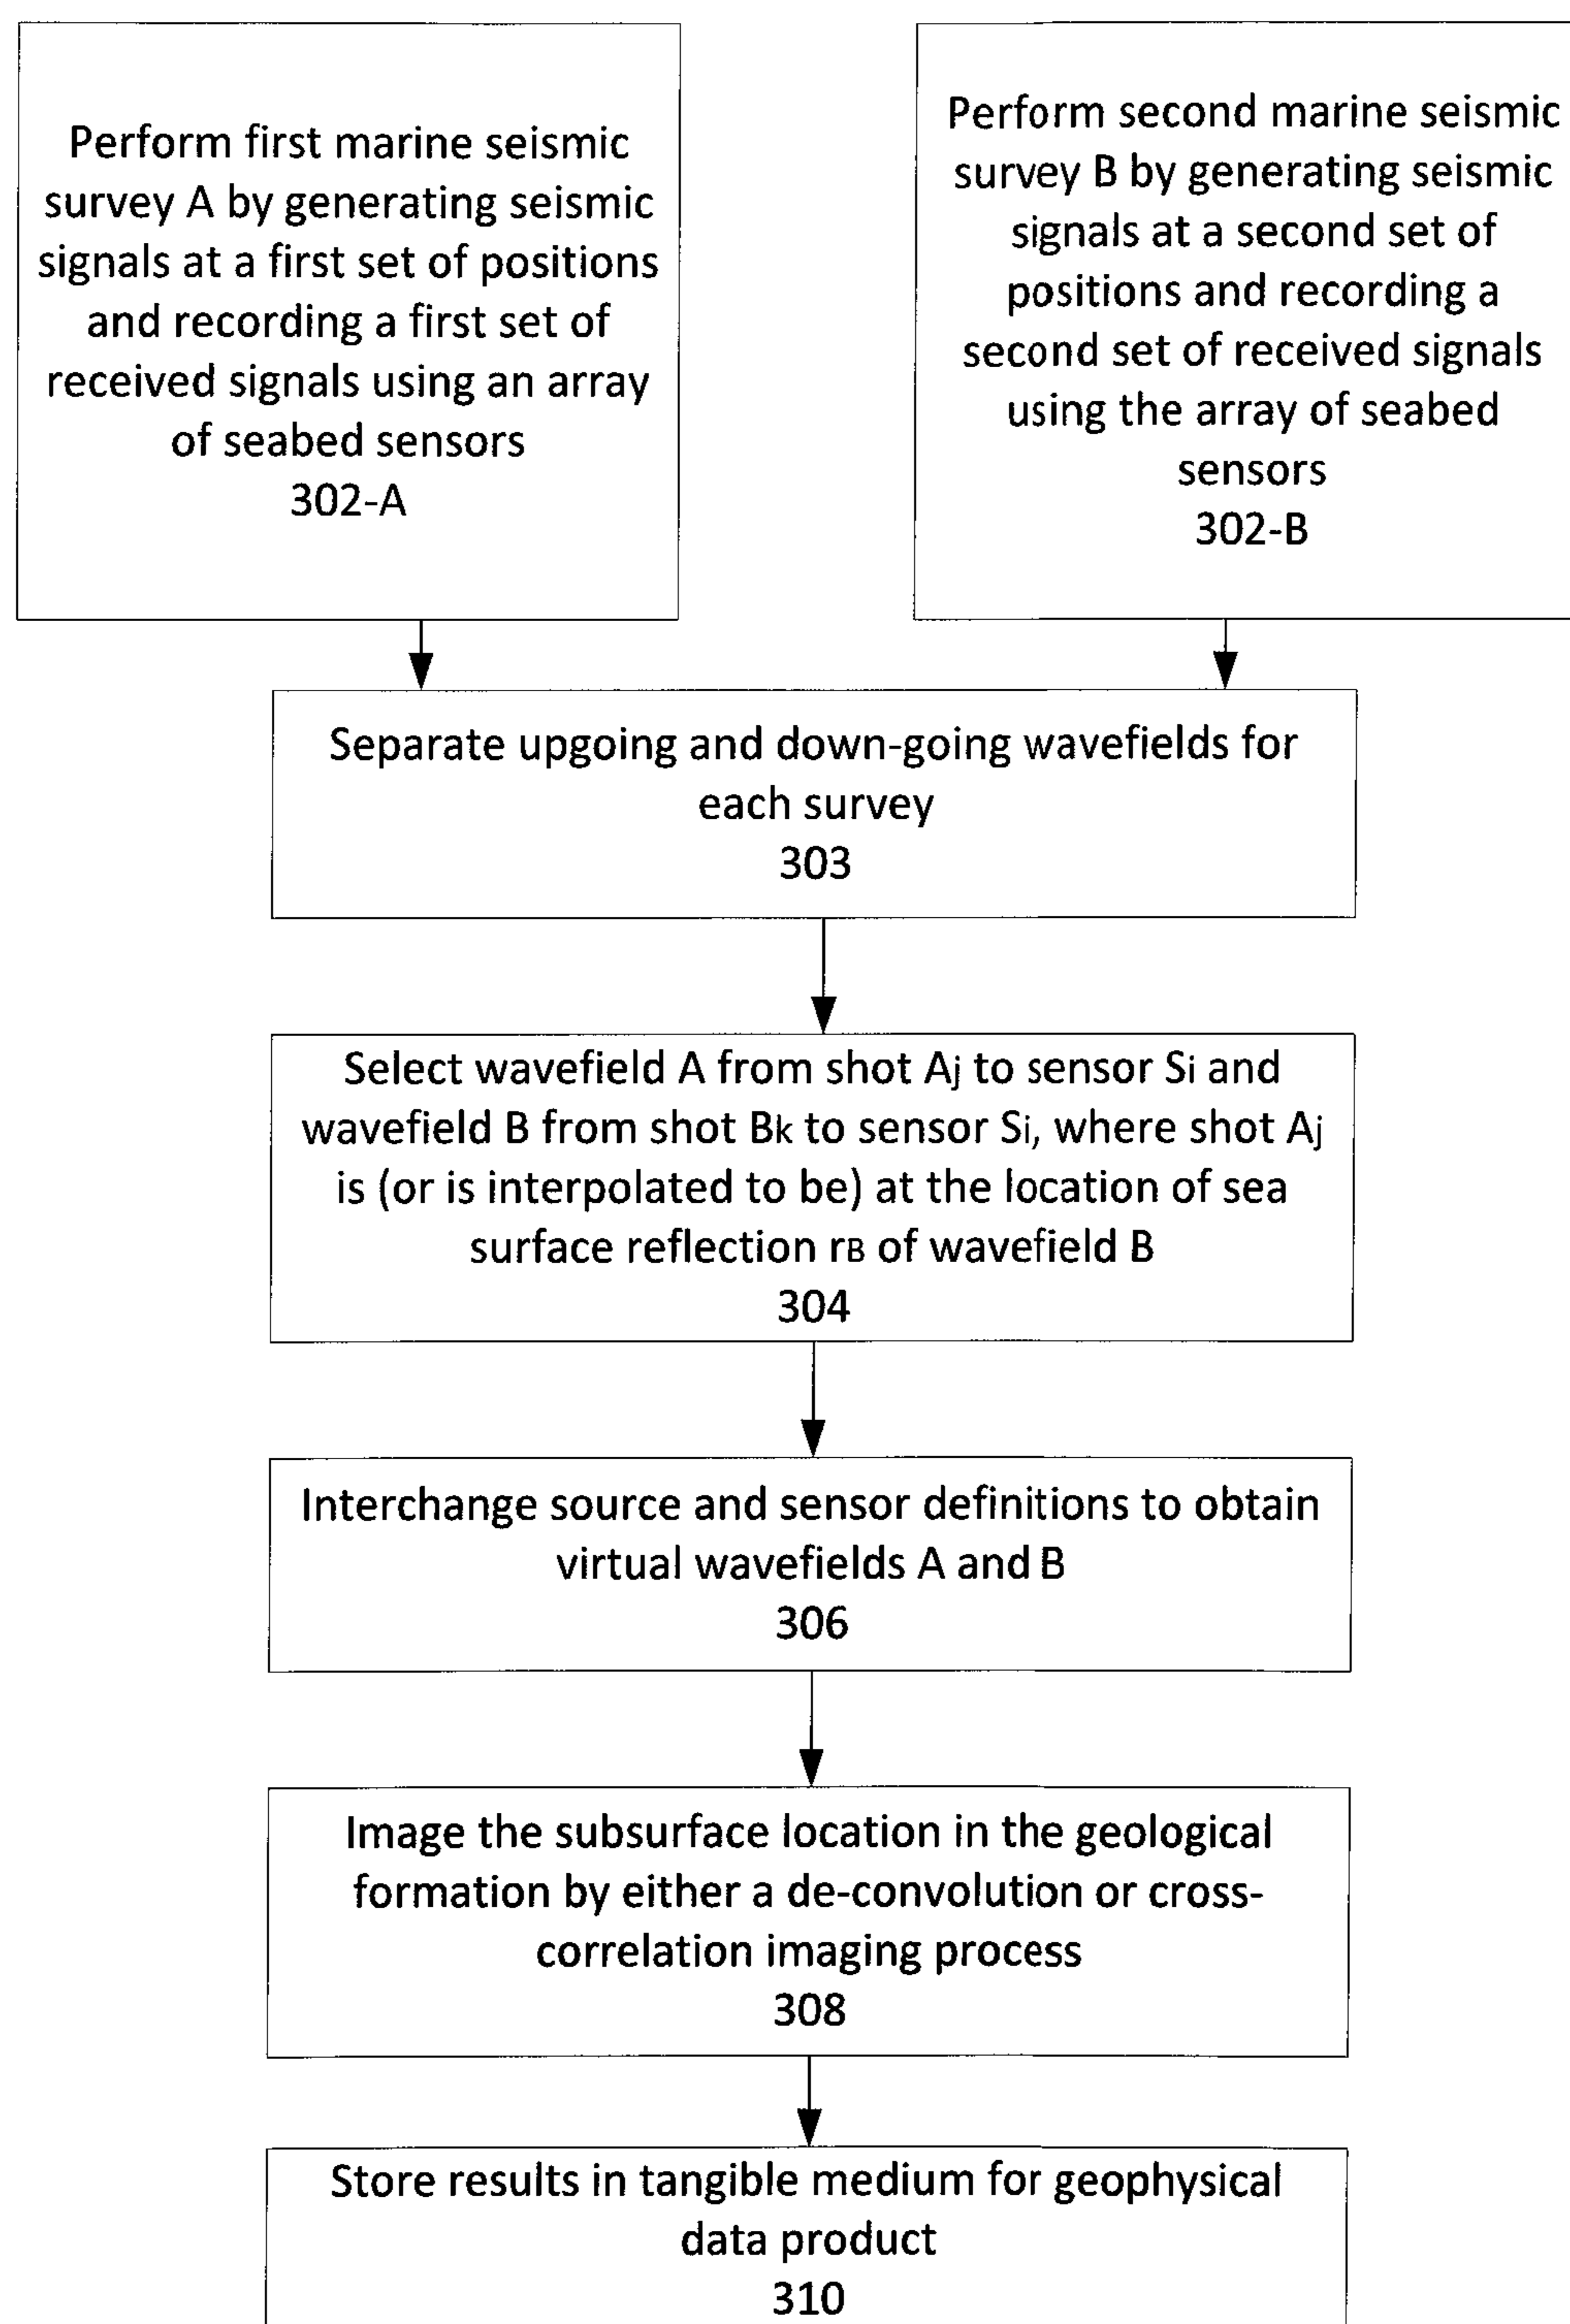 Perform first marine seismic
survey A by generating seismic
signals at a first set of positions
and recording a first set of
received signals using an array
of seabed sensors
302-A
Perform second marine seismic
survey B by generating seismic
signals at a second set of
positions and recording a
second set of received signals
using the array of seabed
sensors
302-B
Separate upgoing and down-going wavefields for
each survey
303
Select wavefield A from shot Aj to sensor Si and
wavefield B from shot Bk to sensor Si, where shot Aj
is (or is interpolated to be) at the location of sea
surface reflection rB of wavefield B
304
Interchange source and sensor definitions to obtain
virtual wavefields A and B
306
Image the subsurface location in the geological
formation by either a de-convolution or cross-
correlation imaging process
308
Store results in tangible medium for geophysical
data product
310